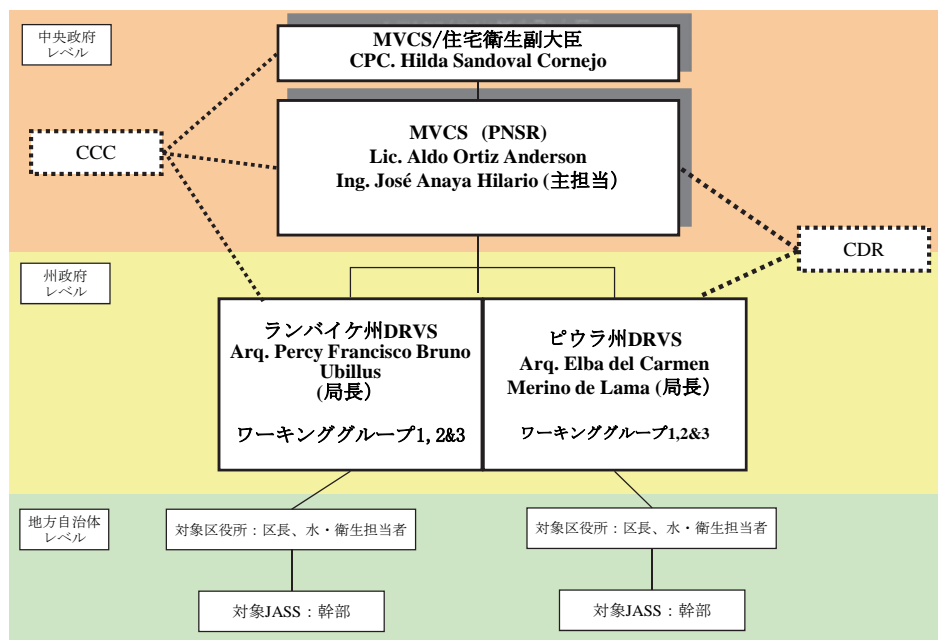 中央政府
レベル
MVCS/住宅衛生副大臣
CPC. Hilda Sandoval Cornejo
MVCS (PNSR)
Lic. Aldo Ortiz Anderson
Ing. José Anaya Hilario (主担当)
CCC
CDR
州政府
レベル
ランバイケ州DRVS
Arq. Percy Francisco Bruno
Ubillus
(局長)
ワーキンググループ1, 2&3
ピウラ州DRVS
Arq. Elba del Carmen
Merino de Lama (局長)
ワーキンググループ1,2&3
地方自治体
レベル
対象区役所：区長、水・衛生担当者
対象区役所：区長、水・衛生担当者
対象JASS：幹部
対象JASS：幹部